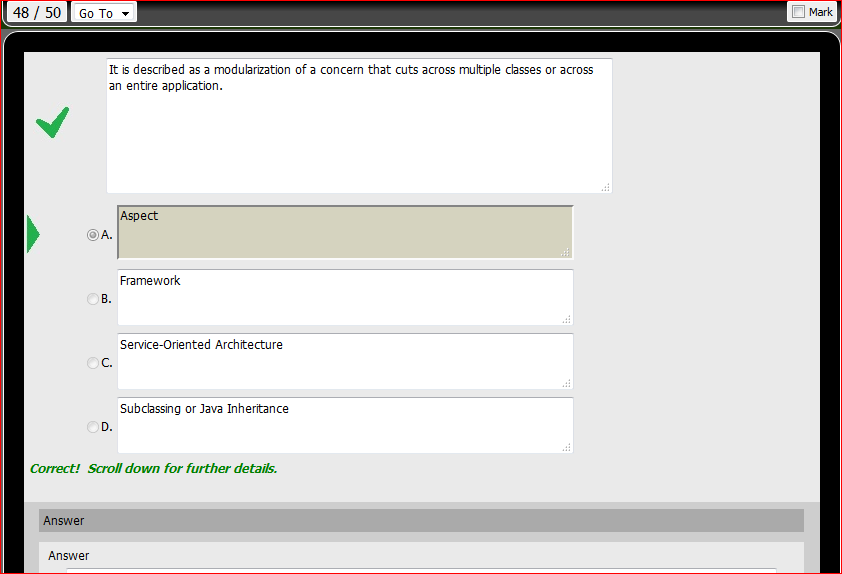 48 / 50 Go To Mark
It is described as a modularization of a concern that cuts across multiple classes or across
an entire application.
A. Aspect
B. Framework
C. Service-Oriented Architecture
D. Subclassing or Java Inheritance
Correct! Scroll down for further details.
Answer
Answer